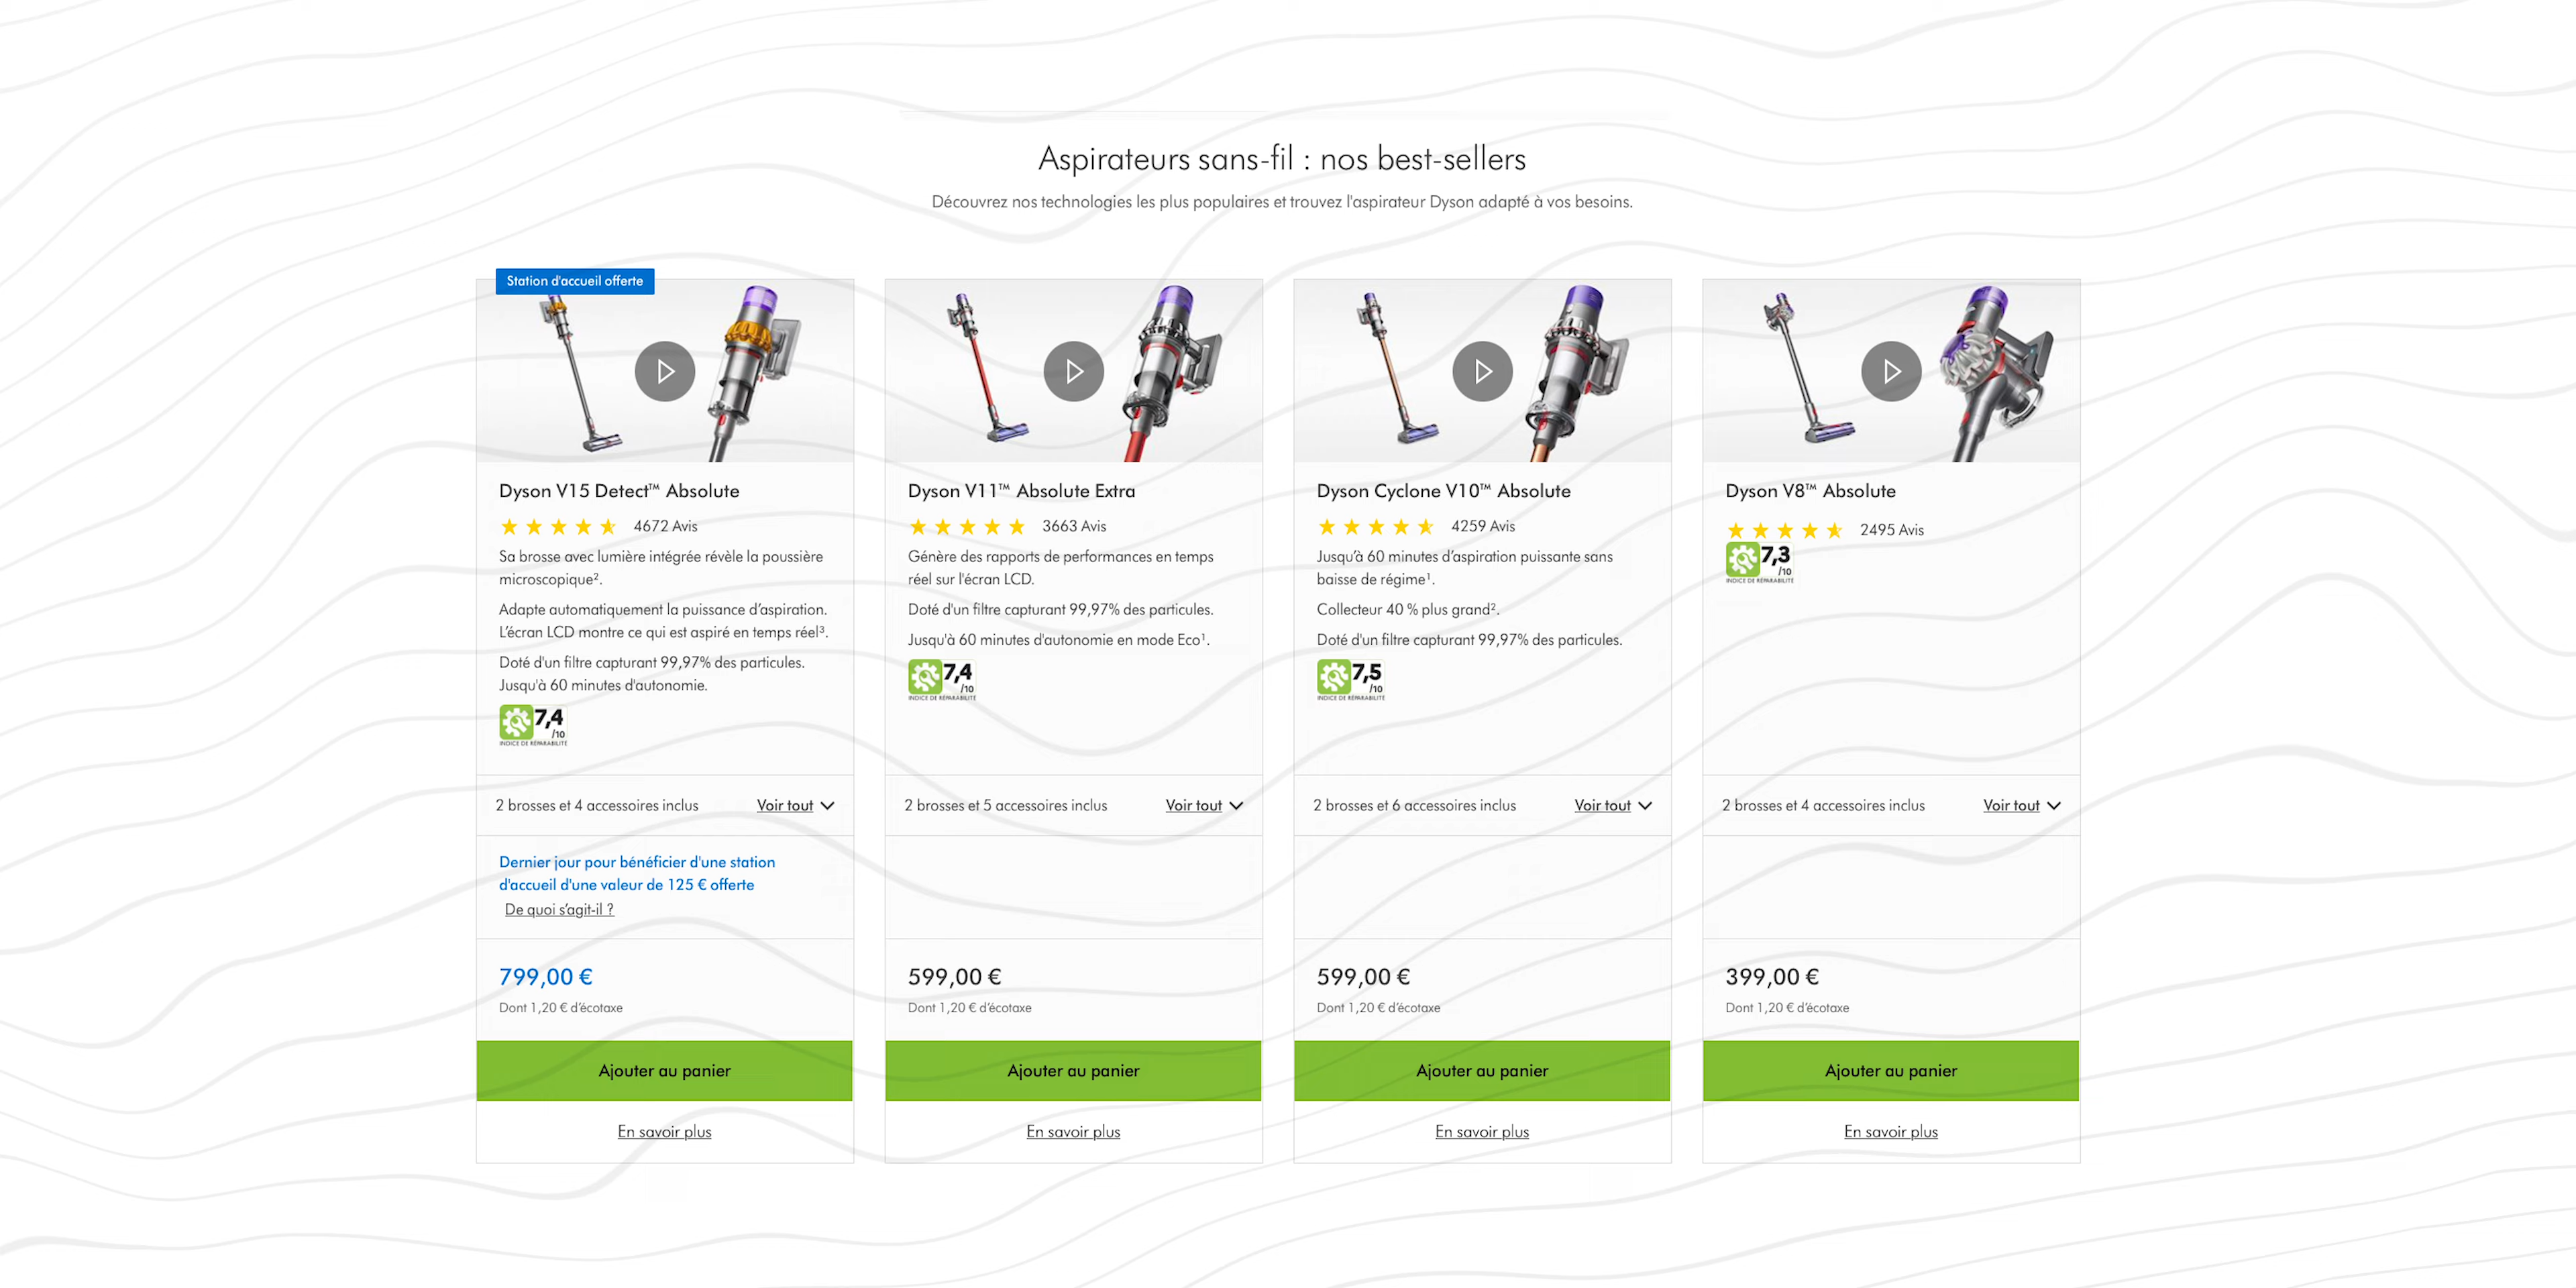 Aspirateurs sans-fil : nos best-sellers
Découvrez nos technologies les plus populaires et trouvez l'aspirateur Dyson adapté à vos besoins.
Station d'accueil offerte
Dyson V15 Detect™ Absolute
4672 Avis
Sa brosse avec lumière intégrée révèle la poussière
microscopique².
Adapte automatiquement la puissance d’aspiration.
L’écran LCD montre ce qui est aspiré en temps réel³.
Doté d'un filtre capturant 99,97% des particules.
Jusqu'à 60 minutes d'autonomie.
7,4
/10
INDICE DE RÉPARABILITÉ
2 brosses et 4 accessoires inclus
Voir tout
Dernier jour pour bénéficier d'une station
d'accueil d'une valeur de 125 € offerte
De quoi s’agit-il ?
799,00 €
Dont 1,20 € d’écotaxe
Ajouter au panier
En savoir plus
Dyson V11™ Absolute Extra
3663 Avis
Génère des rapports de performances en temps
réel sur l'écran LCD.
Doté d'un filtre capturant 99,97% des particules.
Jusqu'à 60 minutes d'autonomie en mode Eco¹.
7,4
/10
INDICE DE RÉPARABILITÉ
2 brosses et 5 accessoires inclus
Voir tout
599,00 €
Dont 1,20 € d’écotaxe
Ajouter au panier
En savoir plus
Dyson Cyclone V10™ Absolute
4259 Avis
Jusqu’à 60 minutes d’aspiration puissante sans
baisse de régime¹.
Collecteur 40 % plus grand².
Doté d'un filtre capturant 99,97% des particules.
7,5
/10
INDICE DE RÉPARABILITÉ
2 brosses et 6 accessoires inclus
Voir tout
599,00 €
Dont 1,20 € d’écotaxe
Ajouter au panier
En savoir plus
Dyson V8™ Absolute
2495 Avis
7,3
/10
INDICE DE RÉPARABILITÉ
2 brosses et 4 accessoires inclus
Voir tout
399,00 €
Dont 1,20 € d’écotaxe
Ajouter au panier
En savoir plus